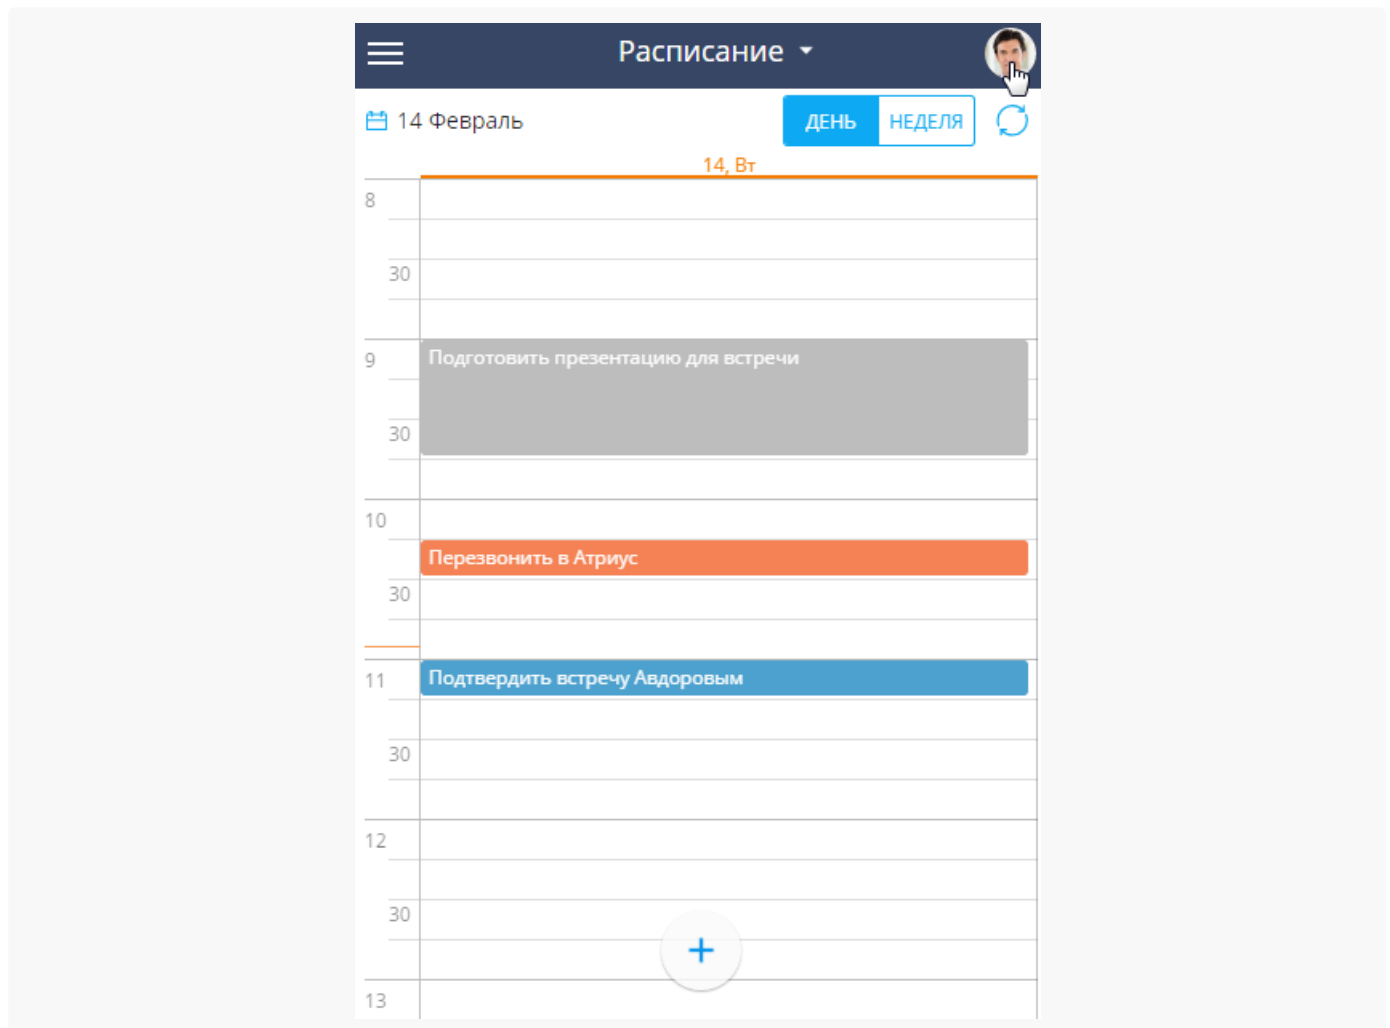 Расписание
14 Февраль
ДЕНЬ
НЕДЕЛЯ
14, Вт
8
30
9
Подготовить презентацию для встречи
30
10
Перезвонить в Атриус
30
11
Подтвердить встречу Авдоровым
30
12
30
13